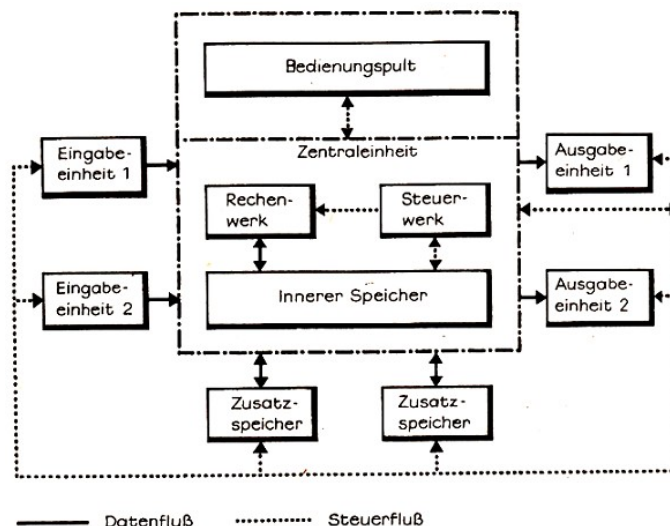 Bedienungspult
Zentraleinheit
Eingabe-
einheit 1
Ausgabe-
einheit 1
Rechen-
werk
Steuer-
werk
Eingabe-
einheit 2
Innerer Speicher
Ausgabe-
einheit 2
Zusatz-
speicher
Zusatz-
speicher
Datenfluß
Steuerfluß